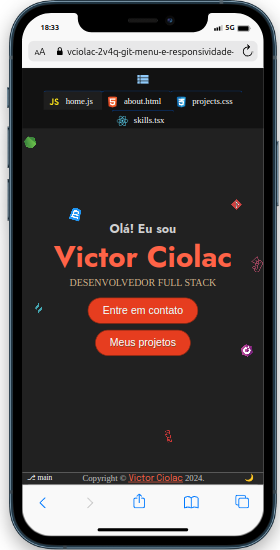 18:33
5G
AA vciolac-2v4q-git-menu-e-responsividade-
JS home.js about.html projects.css
skills.tsx
Olá! Eu sou
Victor Ciolac
DESENVOLVEDOR FULL STACK
Entre em contato
Meus projetos
main Copyright © Victor Ciolac 2024.